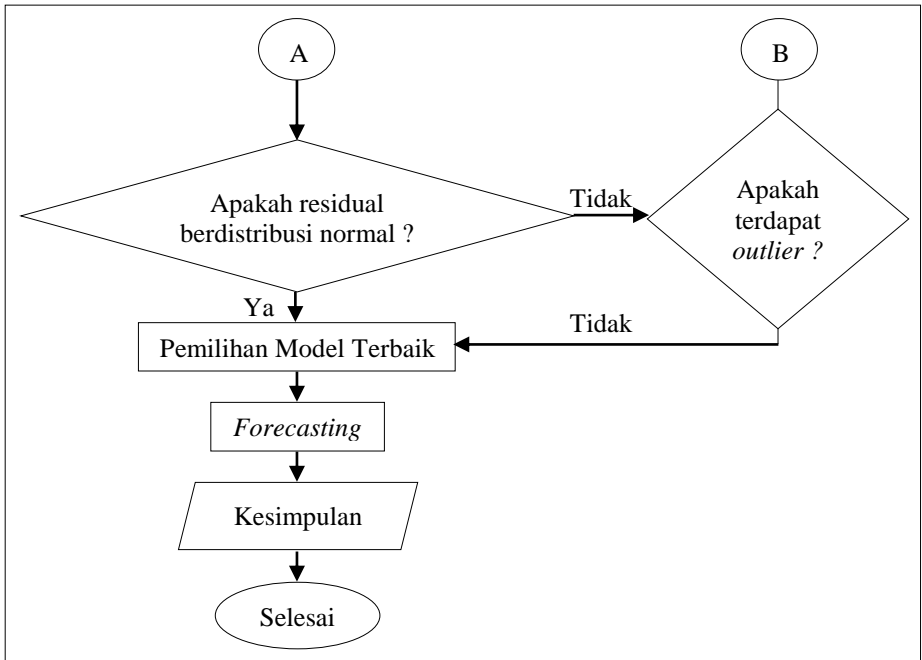 A
B
Apakah residual
berdistribusi normal ?
Tidak
Apakah
terdapat
outlier ?
Ya
Tidak
Pemilihan Model Terbaik
Forecasting
Kesimpulan
Selesai